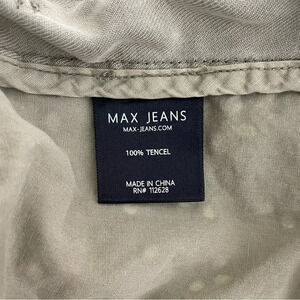 MAX JEANS
MAX-JEANS.COM
100% TENCEL
MADE IN CHINA
RN# 112628